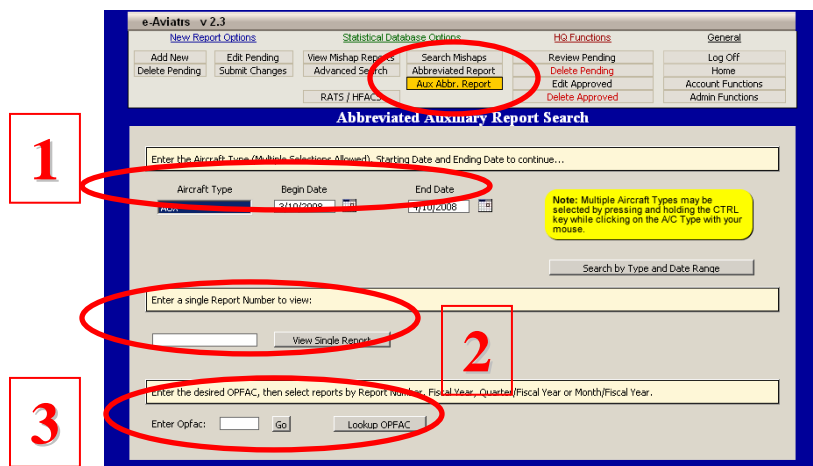 e-Aviatrs v 2.3
New Report Options Statistical Database Options HQ Functions General
Add New Edit Pending View Mishap Reports Search Mishaps Review Pending Log Off
Delete Pending Submit Changes Advanced Search Abbreviated Report Delete Pending Home
Aux Abbr. Report Edit Approved Account Functions
RATS / HFACS Delete Approved Admin Functions
Abbreviated Auxiliary Report Search
1
Enter the Aircraft Type (Multiple Selections Allowed), Starting Date and Ending Date to continue...
Aircraft Type Begin Date End Date
AUX 3/10/2008 4/10/2008
Note: Multiple Aircraft Types may be
selected by pressing and holding the CTRL
key while clicking on the A/C Type with your
mouse.
Search by Type and Date Range
Enter a single Report Number to view:
View Single Report
2
3
Enter the desired OPFAC, then select reports by Report Number, Fiscal Year, Quarter/Fiscal Year or Month/Fiscal Year.
Enter Opfac: Go Lookup OPFAC